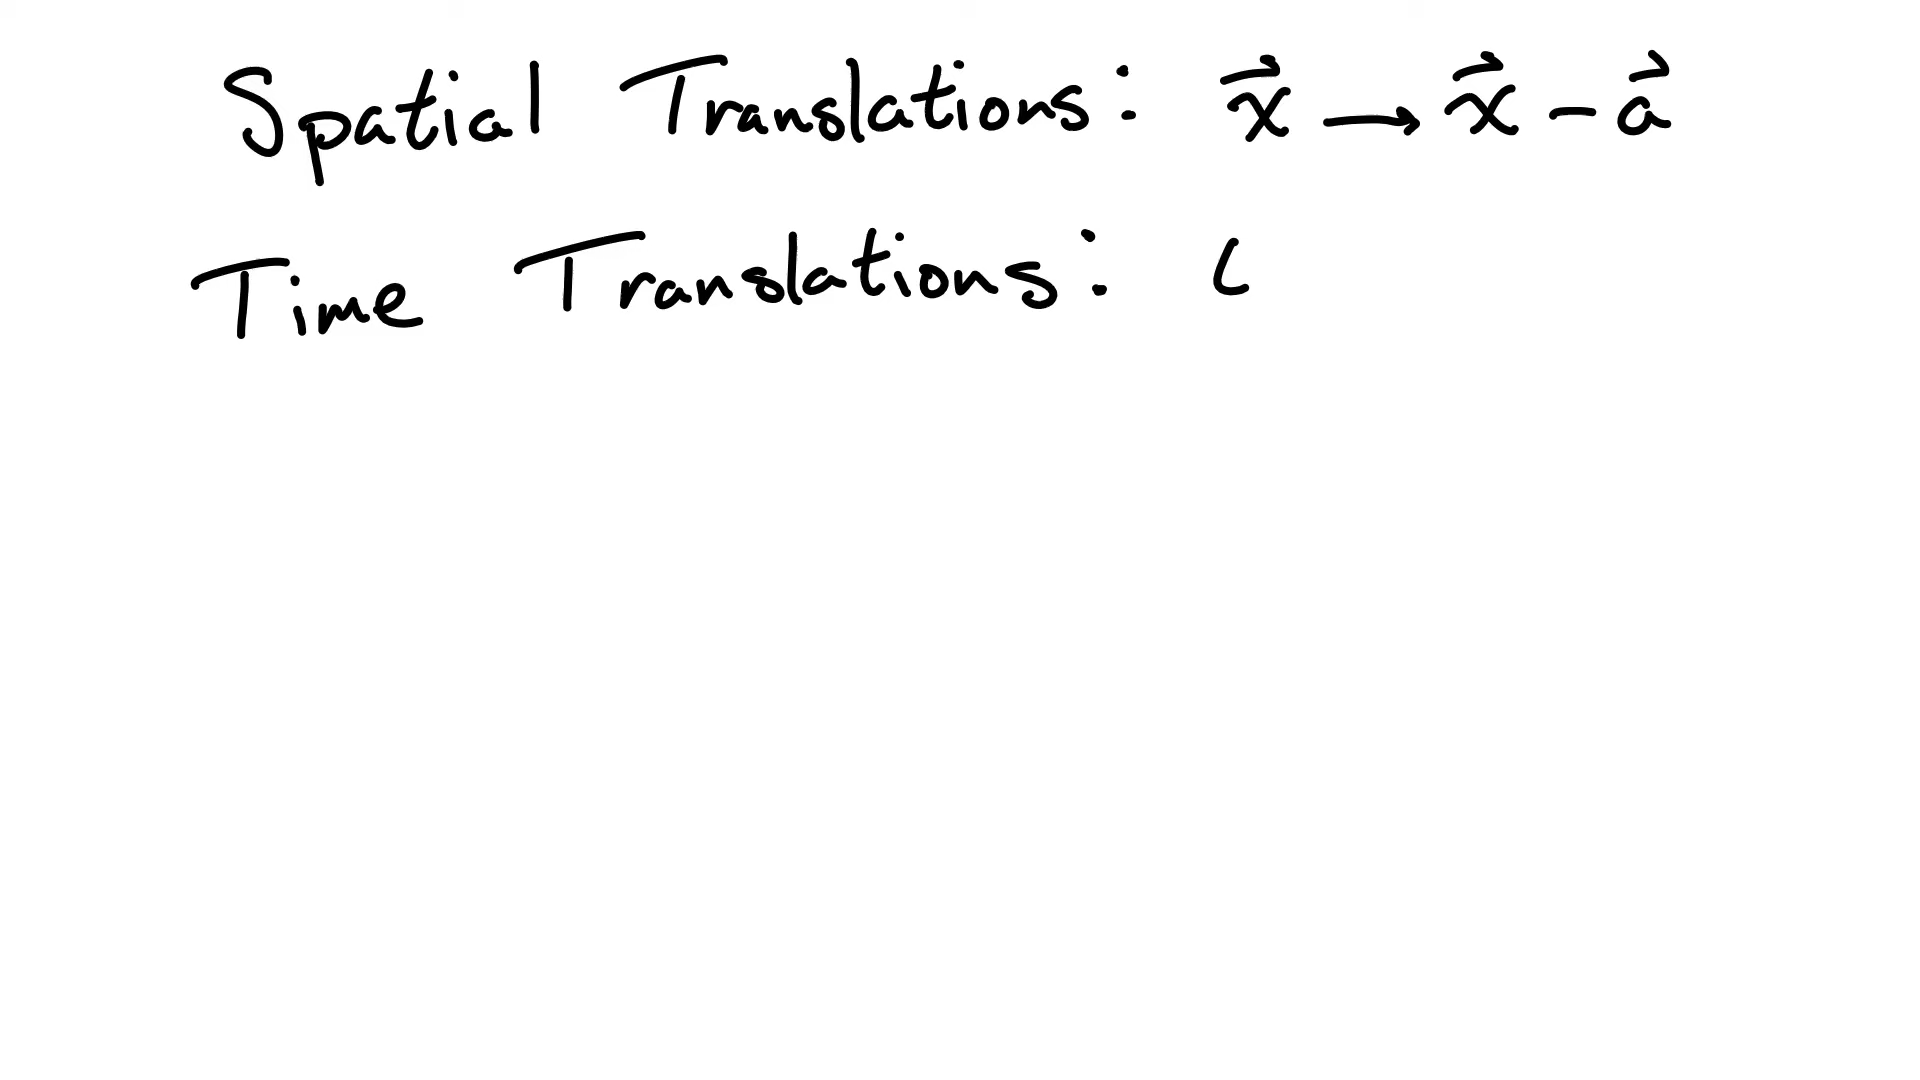 Spatial Translations: x⃗ → x⃗ - a⃗
Time Translations: